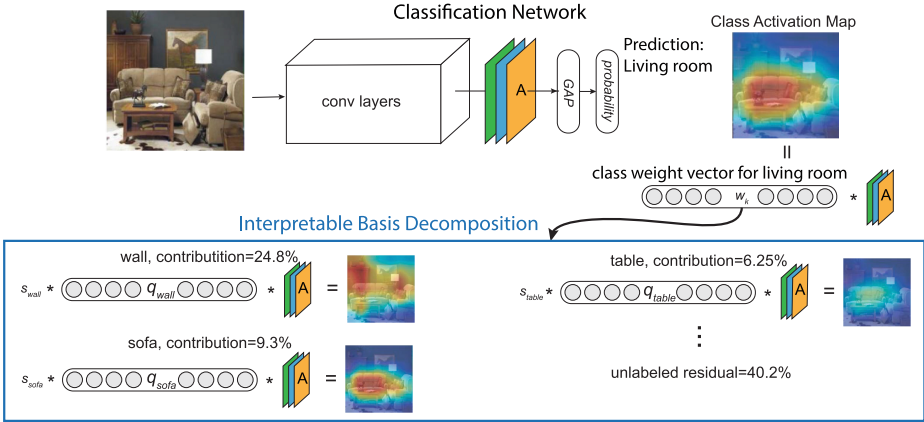 Classification Network
Class Activation Map
Prediction:
Living room
conv layers
A
GAP
probability
=
class weight vector for living room
wₖ * A
Interpretable Basis Decomposition
wall, contributition=24.8%
s_wall * q_wall * A =
sofa, contribution=9.3%
s_sofa * q_sofa * A =
table, contribution=6.25%
s_table * q_table * A =
⋮
unlabeled residual=40.2%